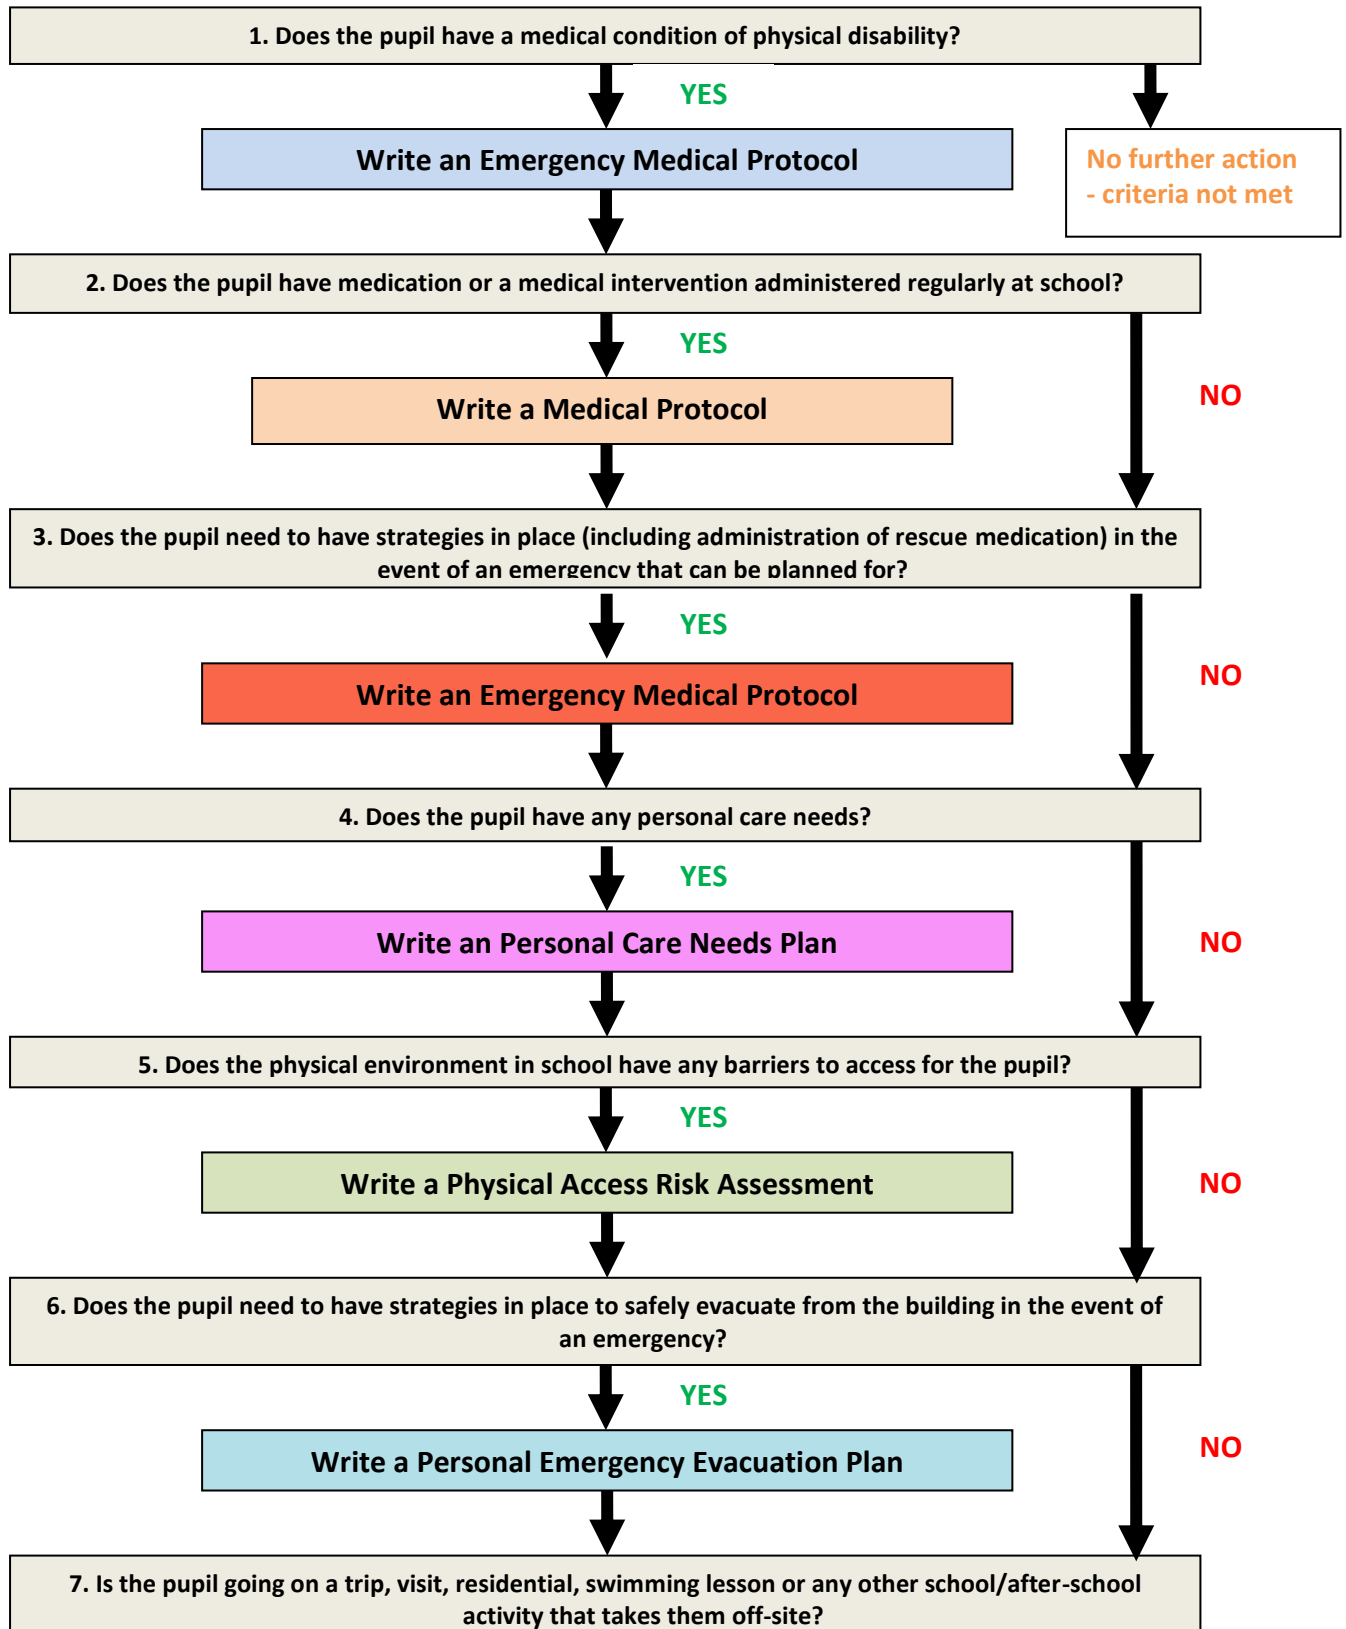 1. Does the pupil have a medical condition of physical disability?
YES
Write an Emergency Medical Protocol
No further action
- criteria not met
2. Does the pupil have medication or a medical intervention administered regularly at school?
YES
Write a Medical Protocol
NO
3. Does the pupil need to have strategies in place (including administration of rescue medication) in the
event of an emergency that can be planned for?
YES
Write an Emergency Medical Protocol
NO
4. Does the pupil have any personal care needs?
YES
Write an Personal Care Needs Plan
NO
5. Does the physical environment in school have any barriers to access for the pupil?
YES
Write a Physical Access Risk Assessment
NO
6. Does the pupil need to have strategies in place to safely evacuate from the building in the event of
an emergency?
YES
Write a Personal Emergency Evacuation Plan
NO
7. Is the pupil going on a trip, visit, residential, swimming lesson or any other school/after-school
activity that takes them off-site?